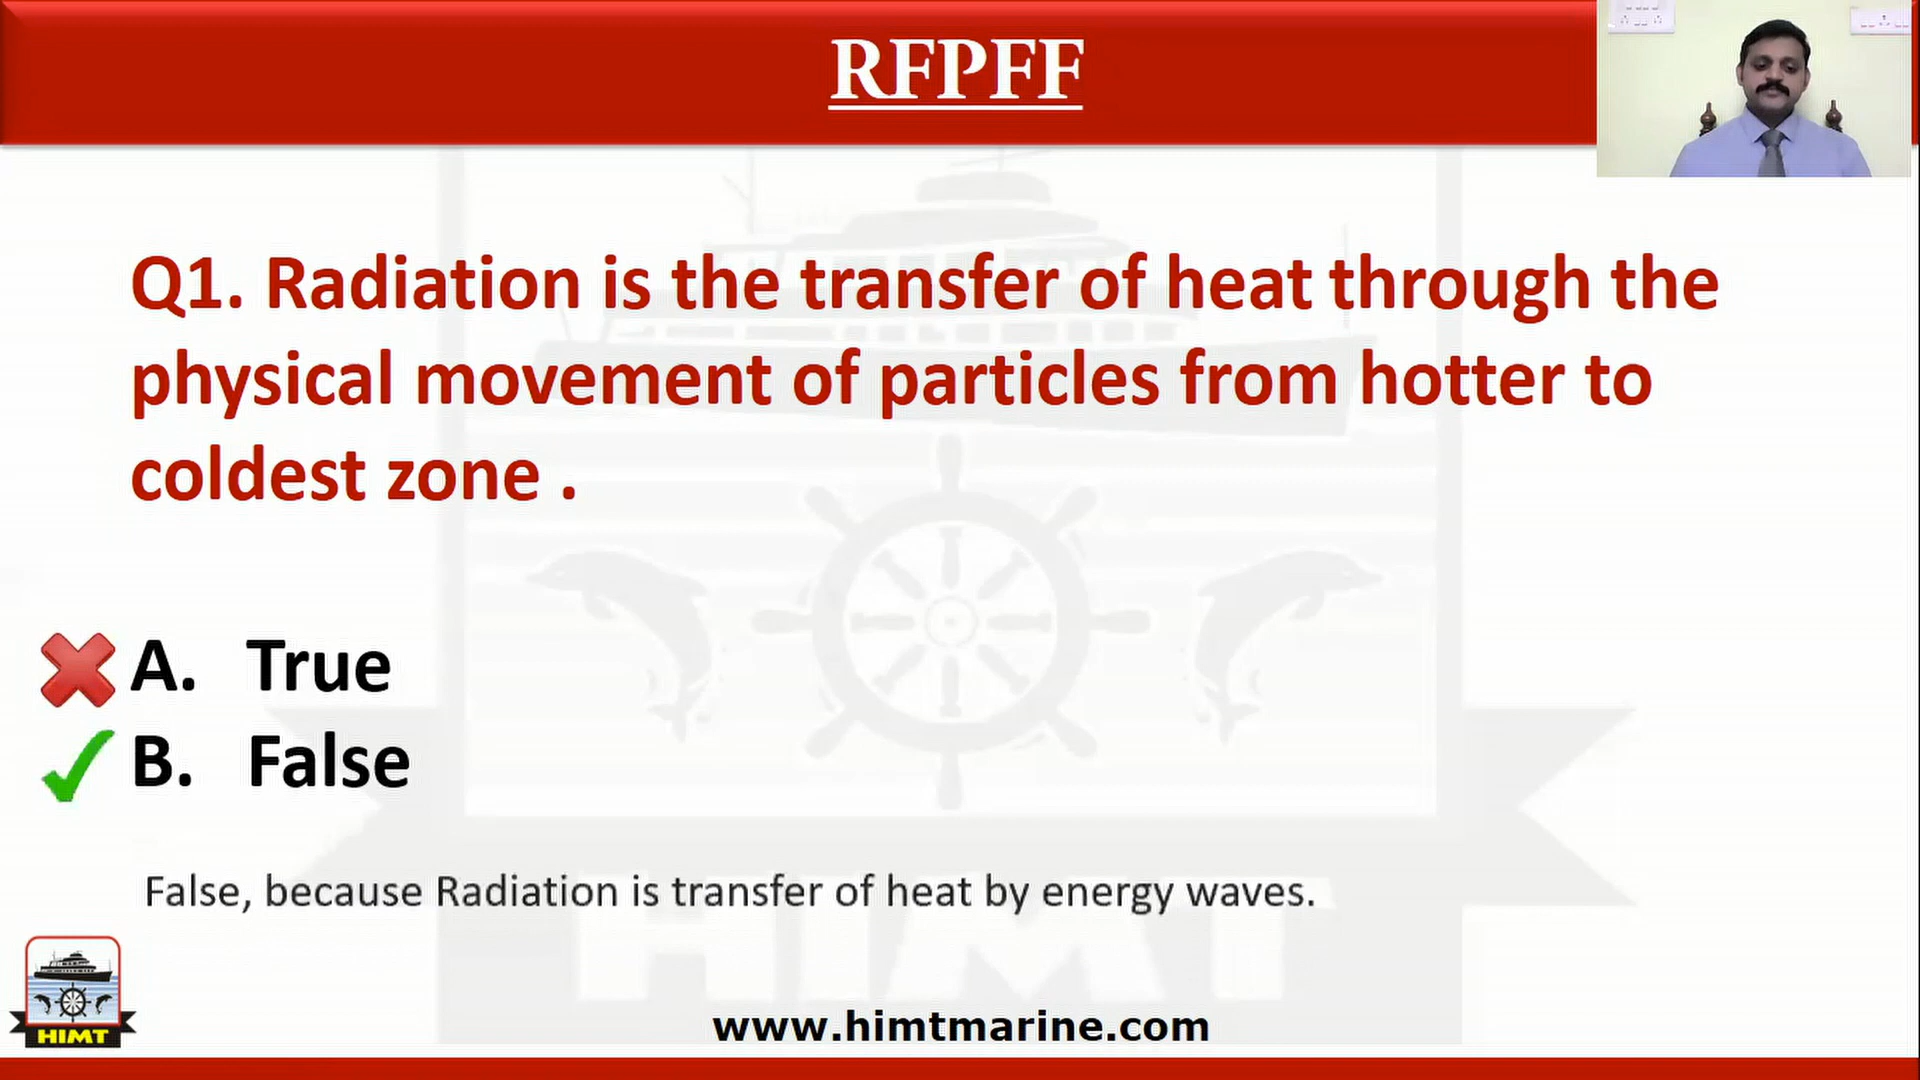 RFPFF
Q1. Radiation is the transfer of heat through the
physical movement of particles from hotter to
coldest zone .
A. True
B. False
False, because Radiation is transfer of heat by energy waves.
HIMT
HIMT
www.himtmarine.com